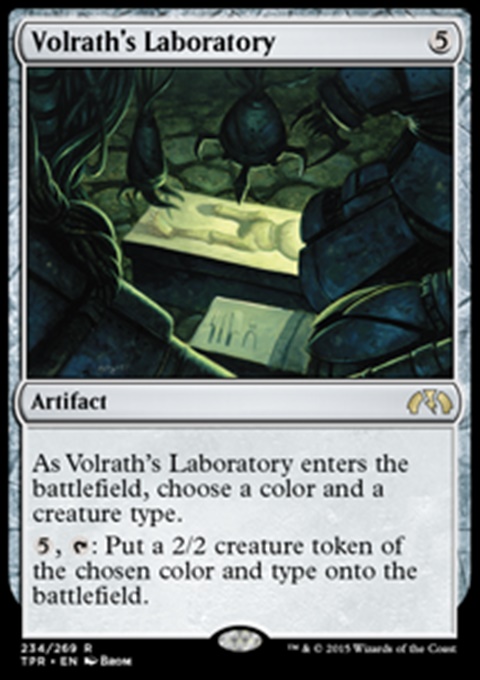 Volrath's Laboratory 5
Artifact
As Volrath's Laboratory enters the
battlefield, choose a color and a
creature type.
5, : Put a 2/2 creature token of
the chosen color and type onto the
battlefield.
234/269 R
TPR • EN Brom
™ & © 2015 Wizards of the Coast